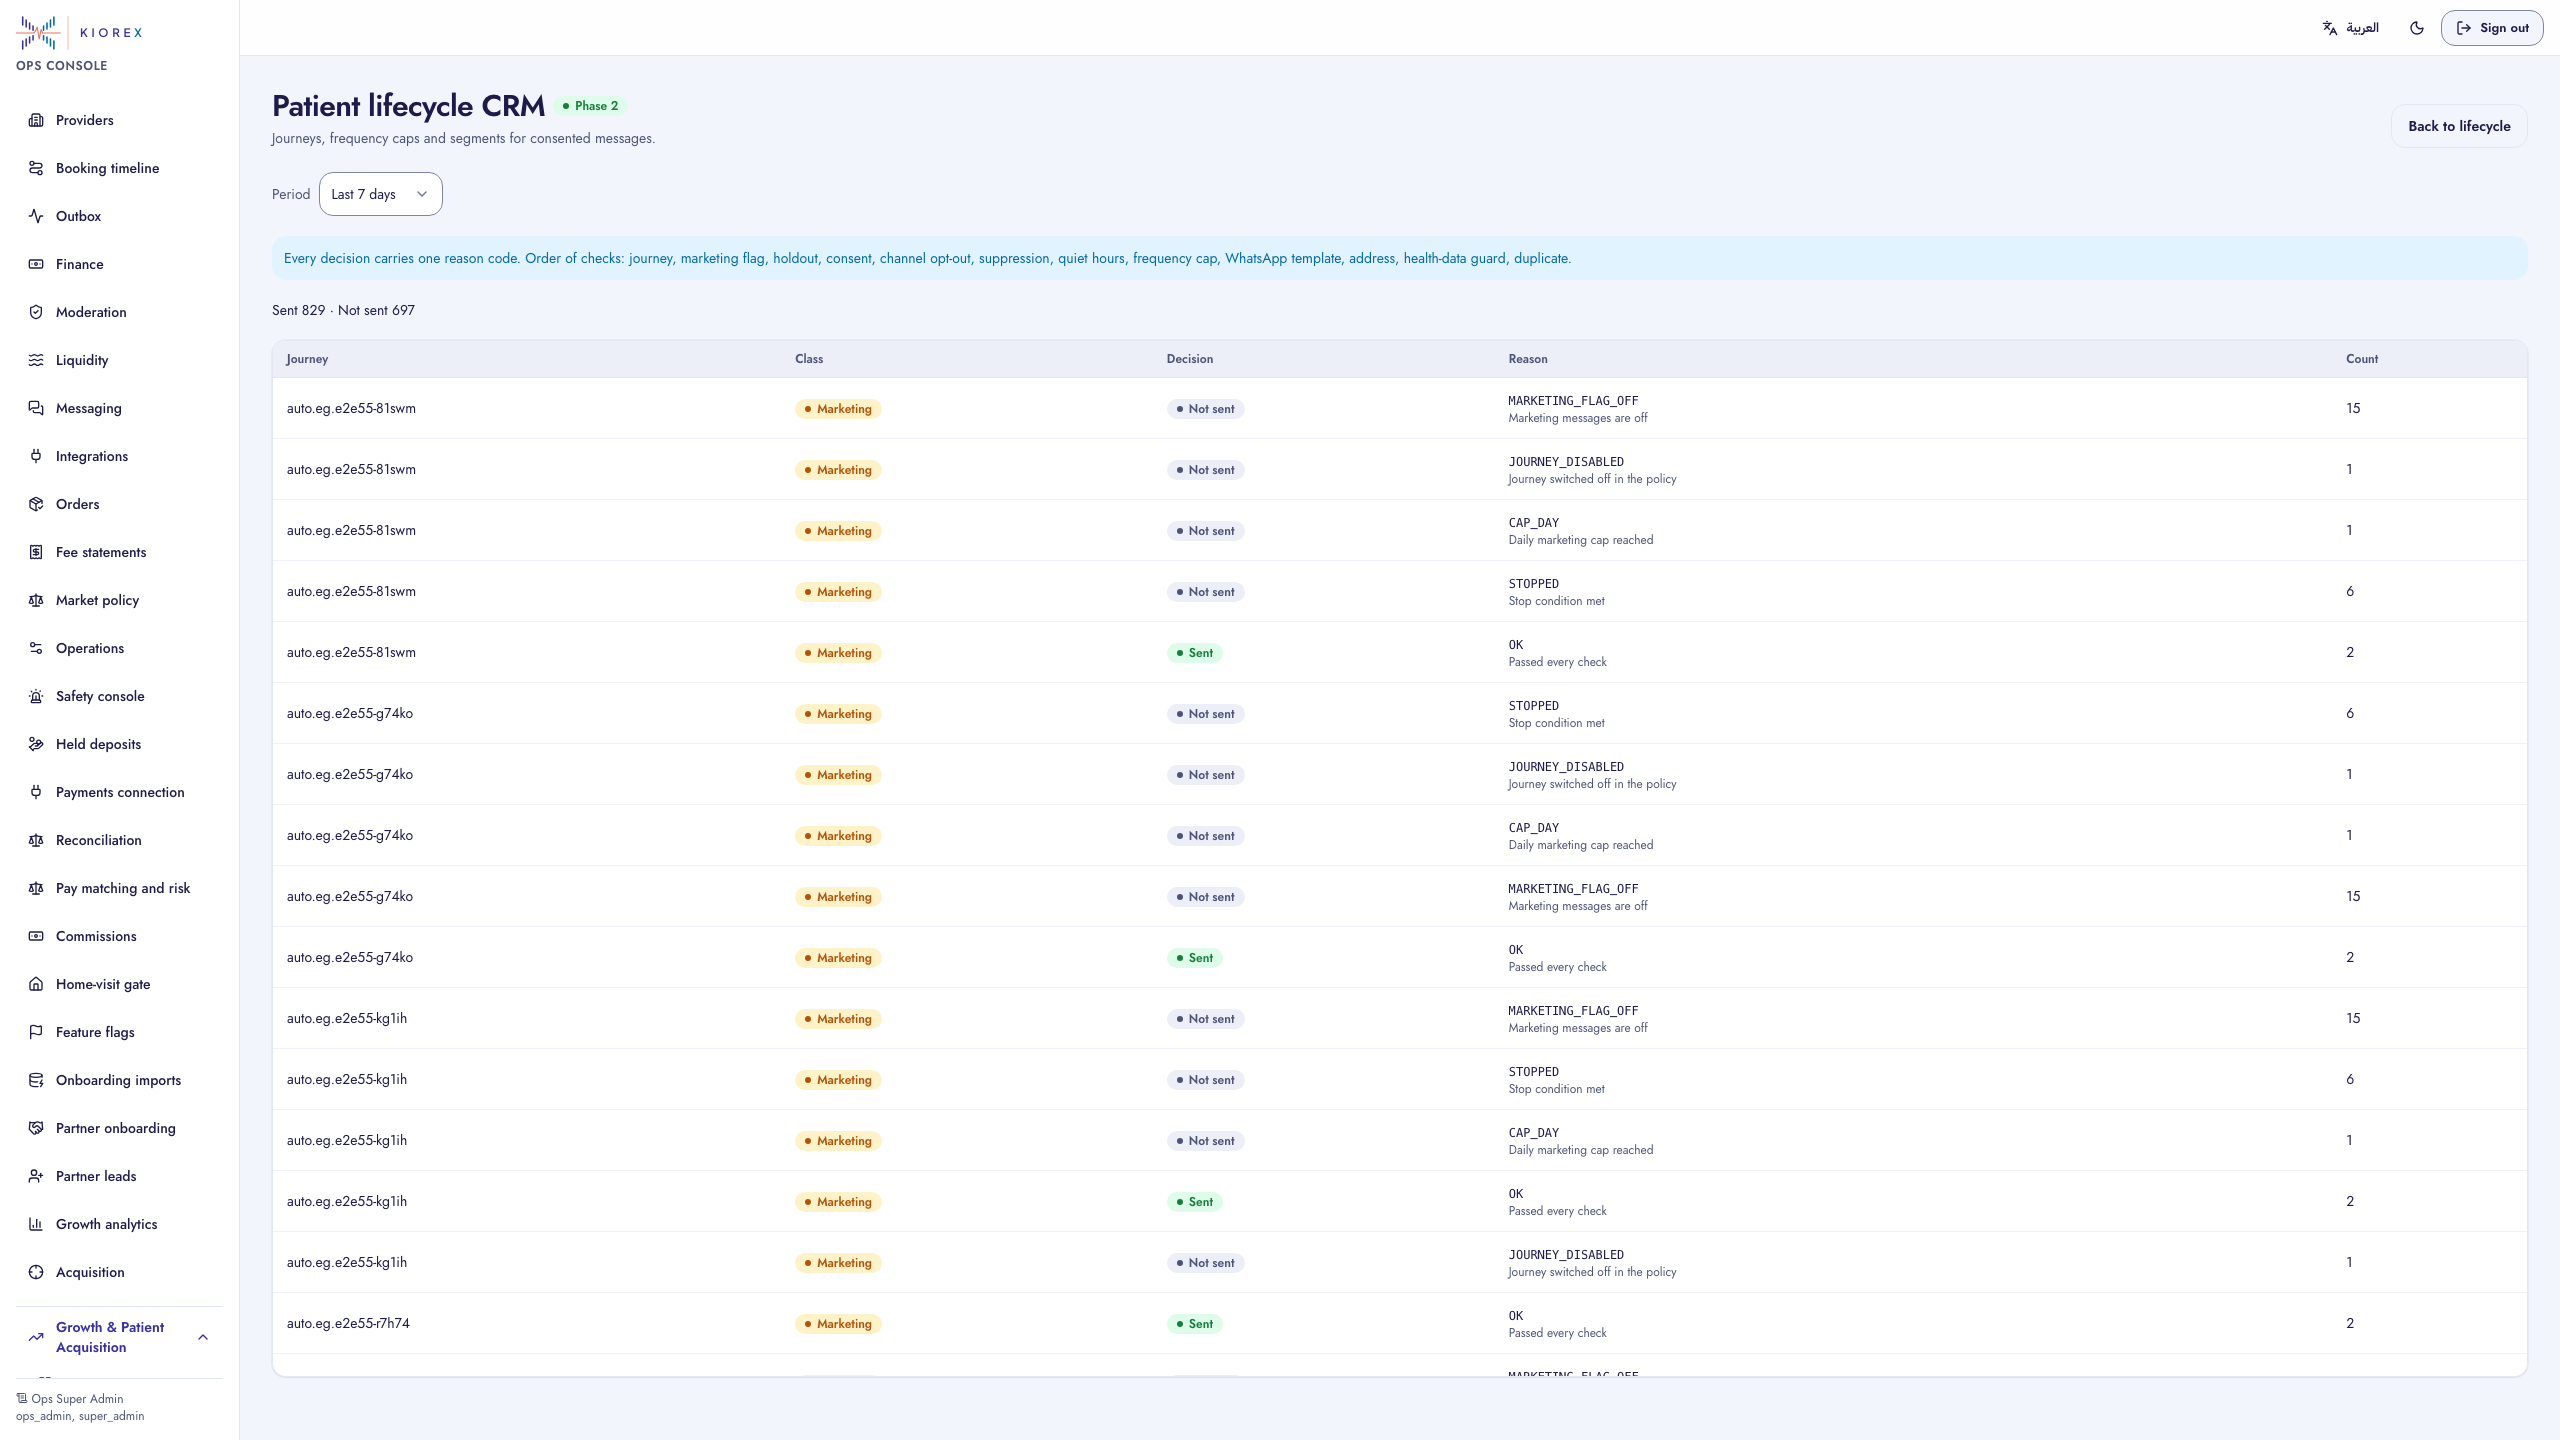 KIOREX
OPS CONSOLE
Providers
Booking timeline
Outbox
Finance
Moderation
Liquidity
Messaging
Integrations
Orders
Fee statements
Market policy
Operations
Safety console
Held deposits
Payments connection
Reconciliation
Pay matching and risk
Commissions
Home-visit gate
Feature flags
Onboarding imports
Partner onboarding
Partner leads
Growth analytics
Acquisition
Growth & Patient
Acquisition
Ops Super Admin
ops_admin, super_admin
العربية
Sign out
Patient lifecycle CRM Phase 2
Journeys, frequency caps and segments for consented messages.
Back to lifecycle
Period Last 7 days
Every decision carries one reason code. Order of checks: journey, marketing flag, holdout, consent, channel opt-out, suppression, quiet hours, frequency cap, WhatsApp template, address, health-data guard, duplicate.
Sent 829 · Not sent 697
Journey Class Decision Reason Count
auto.eg.e2e55-81swm Marketing Not sent MARKETING_FLAG_OFF 15
Marketing messages are off
auto.eg.e2e55-81swm Marketing Not sent JOURNEY_DISABLED 1
Journey switched off in the policy
auto.eg.e2e55-81swm Marketing Not sent CAP_DAY 1
Daily marketing cap reached
auto.eg.e2e55-81swm Marketing Not sent STOPPED 6
Stop condition met
auto.eg.e2e55-81swm Marketing Sent OK 2
Passed every check
auto.eg.e2e55-g74ko Marketing Not sent STOPPED 6
Stop condition met
auto.eg.e2e55-g74ko Marketing Not sent JOURNEY_DISABLED 1
Journey switched off in the policy
auto.eg.e2e55-g74ko Marketing Not sent CAP_DAY 1
Daily marketing cap reached
auto.eg.e2e55-g74ko Marketing Not sent MARKETING_FLAG_OFF 15
Marketing messages are off
auto.eg.e2e55-g74ko Marketing Sent OK 2
Passed every check
auto.eg.e2e55-kg1ih Marketing Not sent MARKETING_FLAG_OFF 15
Marketing messages are off
auto.eg.e2e55-kg1ih Marketing Not sent STOPPED 6
Stop condition met
auto.eg.e2e55-kg1ih Marketing Not sent CAP_DAY 1
Daily marketing cap reached
auto.eg.e2e55-kg1ih Marketing Sent OK 2
Passed every check
auto.eg.e2e55-kg1ih Marketing Not sent JOURNEY_DISABLED 1
Journey switched off in the policy
auto.eg.e2e55-r7h74 Marketing Sent OK 2
Passed every check
MARKETING_FLAG_OFF